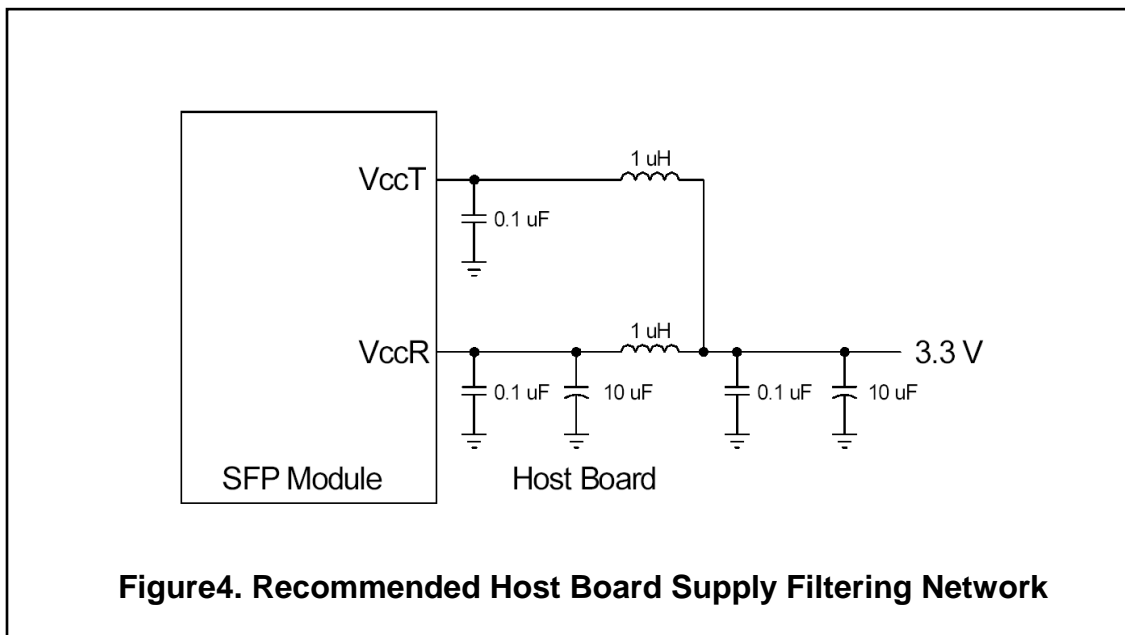 1 uH
VccT
0.1 uF
1 uH
VccR
3.3 V
0.1 uF
10 uF
0.1 uF
10 uF
SFP Module
Host Board
Figure4. Recommended Host Board Supply Filtering Network